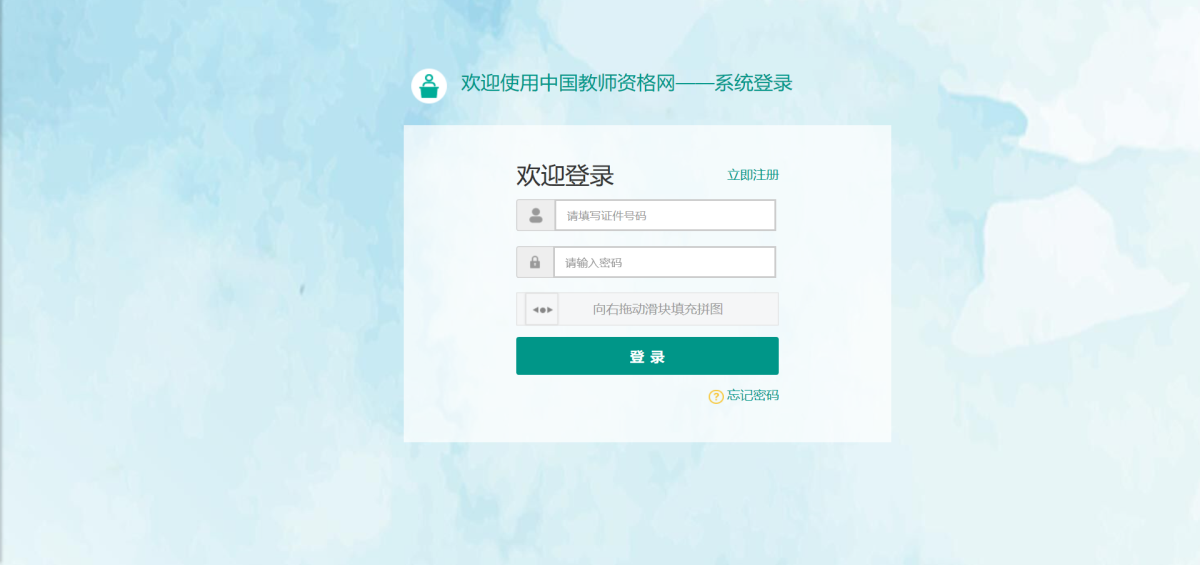 欢迎使用中国教师资格网——系统登录
欢迎登录
立即注册
请填写证件号码
请输入密码
向右拖动滑块填充拼图
登 录
? 忘记密码